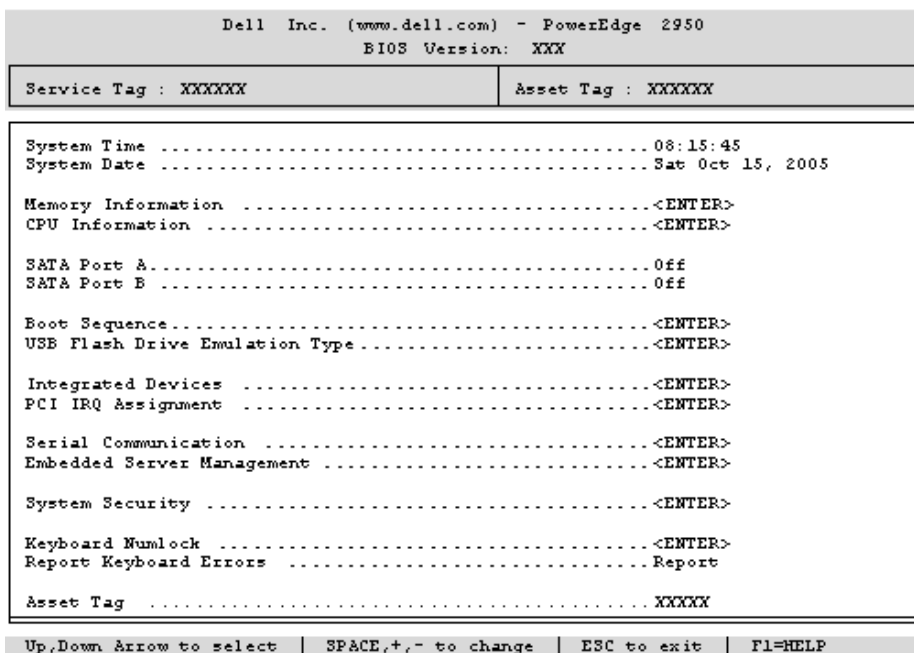 Dell Inc. (www.dell.com) - PowerEdge 2950
BIOS Version: XXX
Service Tag : XXXXXX
Asset Tag : XXXXXX
System Time ............................................. 08:15:45
System Date ............................................. Sat Oct 15, 2005
Memory Information ...................................... <ENTER>
CPU Information ......................................... <ENTER>
SATA Port A.............................................. Off
SATA Port B ............................................. Off
Boot Sequence............................................ <ENTER>
USB Flash Drive Emulation Type........................... <ENTER>
Integrated Devices ...................................... <ENTER>
PCI IRQ Assignment ...................................... <ENTER>
Serial Communication .................................... <ENTER>
Embedded Server Management .............................. <ENTER>
System Security ......................................... <ENTER>
Keyboard Numlock ........................................ <ENTER>
Report Keyboard Errors .................................. Report
Asset Tag ............................................... XXXXX
Up,Down Arrow to select | SPACE,+,- to change | ESC to exit | F1=HELP